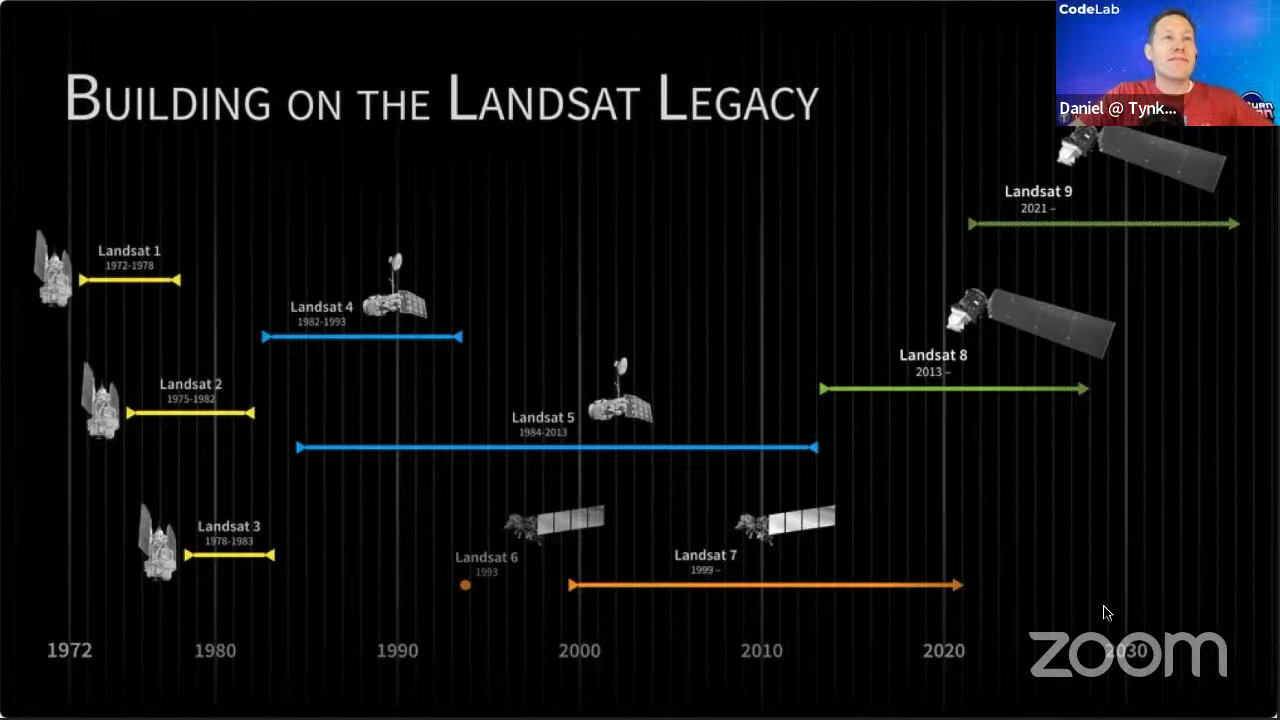 CodeLab
Daniel @ Tynk...
BUILDING ON THE LANDSAT LEGACY
Landsat 9
2021 –
Landsat 1
1972-1978
Landsat 4
1982-1993
Landsat 8
2013 –
Landsat 2
1975-1982
Landsat 5
1984-2013
Landsat 3
1978-1983
Landsat 6
1993
Landsat 7
1999 –
1972 1980 1990 2000 2010 2020 2030
zoom